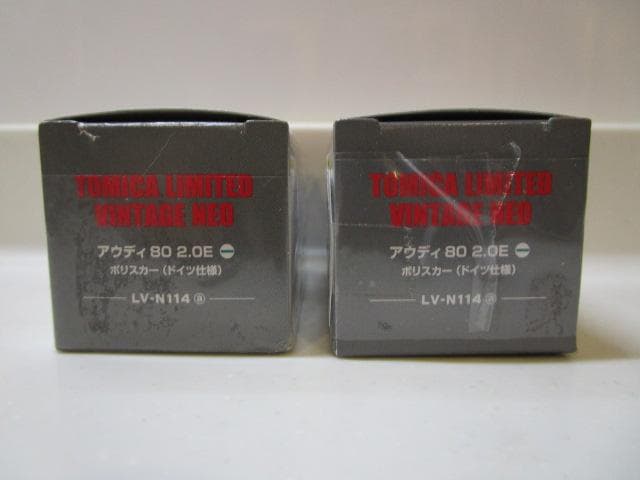 TOMICA LIMITED
VINTAGE NEO
アウディ 80 2.0E
ポリスカー(ドイツ仕様)
LV-N114 ⓐ
TOMICA LIMITED
VINTAGE NEO
アウディ 80 2.0E
ポリスカー(ドイツ仕様)
LV-N114 ⓐ